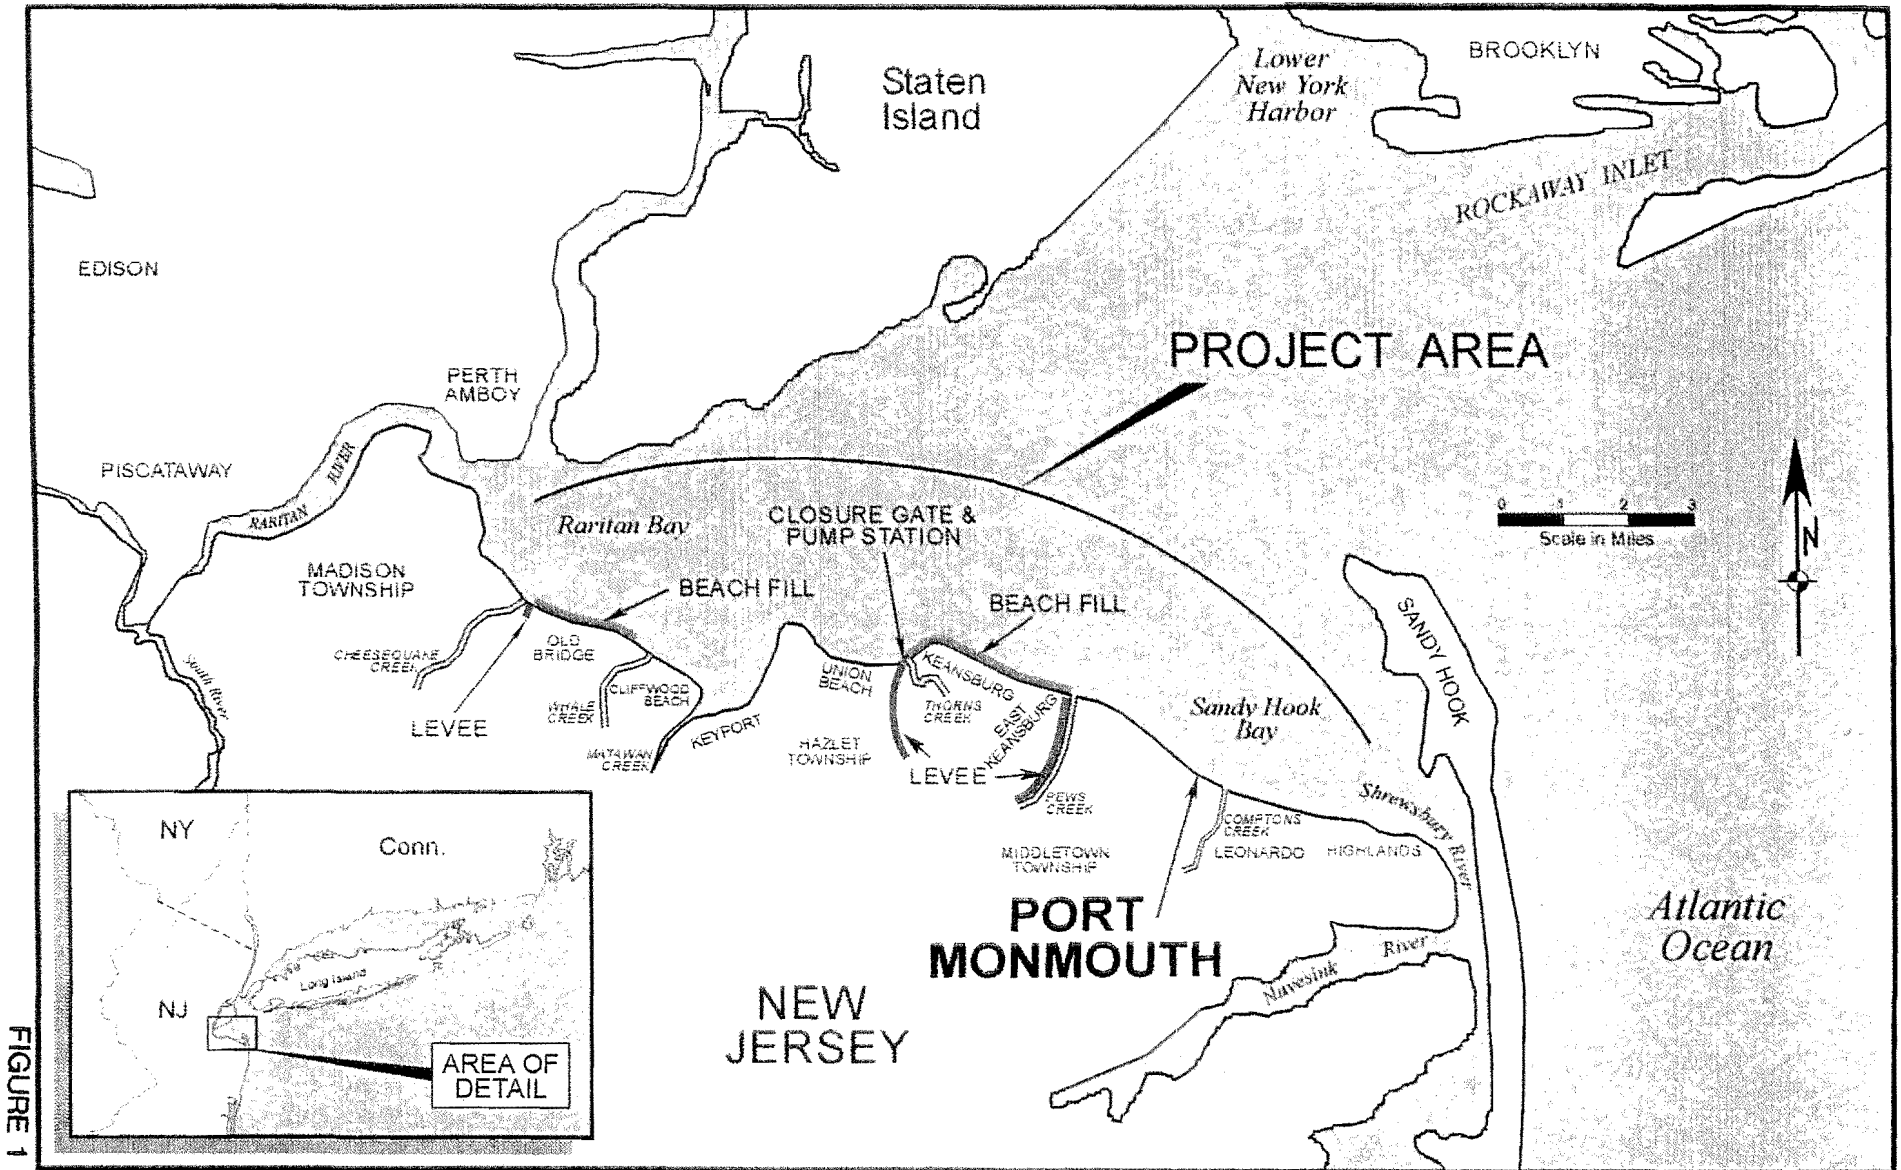 Staten
Island
Lower
New York
Harbor
BROOKLYN
ROCKAWAY INLET
EDISON
PROJECT AREA
PERTH
AMBOY
PISCATAWAY
RARITAN RIVER
Raritan Bay
CLOSURE GATE &
PUMP STATION
0 1 2 3
Scale in Miles
N
MADISON
TOWNSHIP
BEACH FILL
BEACH FILL
SANDY HOOK
OLD
BRIDGE
CHEESEQUAKE
CREEK
South River
UNION
BEACH
KEANSBURG
CLIFFWOOD
BEACH
WHALE
CREEK
THORNS
CREEK
EAST
KEANSBURG
Sandy Hook
Bay
LEVEE
KEYPORT
MATAWAN
CREEK
HAZLET
TOWNSHIP
LEVEE
PEWS
CREEK
Shrewsbury River
COMPTONS
CREEK
MIDDLETOWN
TOWNSHIP
LEONARDO
HIGHLANDS
PORT
MONMOUTH
Atlantic
Ocean
Navesink River
NEW
JERSEY
NY
Conn.
Long Island
NJ
AREA OF
DETAIL
FIGURE 1